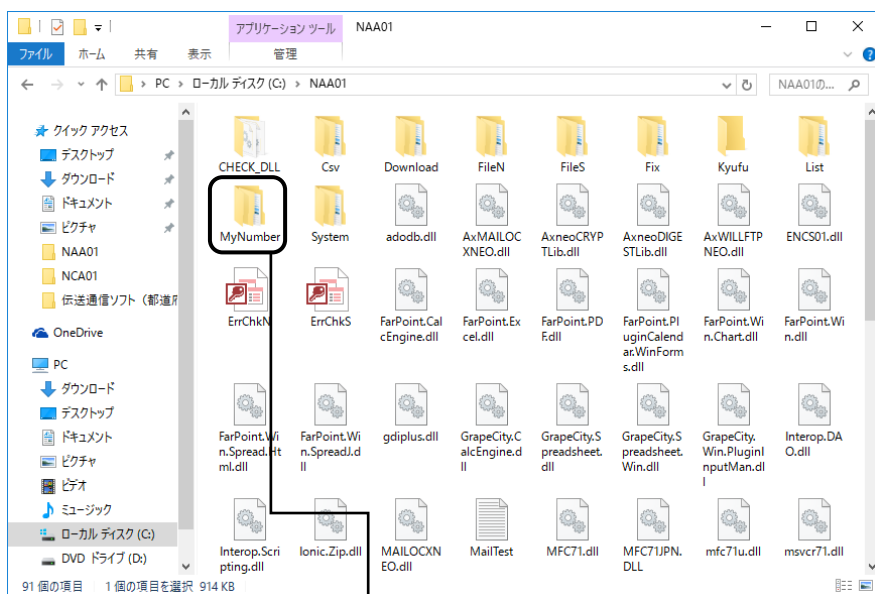 アプリケーション ツール
NAA01
ファイル
ホーム
共有
表示
管理
PC
ローカル ディスク (C:)
NAA01
NAA01の...
クイック アクセス
デスクトップ
ダウンロード
ドキュメント
ピクチャ
NAA01
NCA01
伝送通信ソフト（都道府
OneDrive
PC
ダウンロード
デスクトップ
ドキュメント
ピクチャ
ビデオ
ミュージック
ローカル ディスク (C:)
DVD ドライブ (D:)
CHECK_DLL
Csv
Download
FileN
FileS
Fix
Kyufu
List
MyNumber
System
adodb.dll
AxMAILOC
XNEO.dll
AxneoCRYP
TLib.dll
AxneoDIGE
STLib.dll
AxWILLFTP
NEO.dll
ENCS01.dll
ErrChkN
ErrChkS
FarPoint.Cal
cEngine.dll
FarPoint.Ex
cel.dll
FarPoint.PD
F.dll
FarPoint.Pl
uginCalend
ar.WinForm
s.dll
FarPoint.Wi
n.Chart.dll
FarPoint.Wi
n.dll
FarPoint.Wi
n.Spread.Ht
ml.dll
FarPoint.Wi
n.SpreadJ.d
ll
gdiplus.dll
GrapeCity.C
alcEngine.d
ll
GrapeCity.S
preadsheet.
dll
GrapeCity.S
preadsheet.
Win.dll
GrapeCity.
Win.PluginI
nputMan.dl
l
Interop.DA
O.dll
Interop.Scri
pting.dll
Ionic.Zip.dll
MAILOCXN
EO.dll
MailTest
MFC71.dll
MFC71JPN.
DLL
mfc71u.dll
msvcr71.dll
91 個の項目
1 個の項目を選択 914 KB